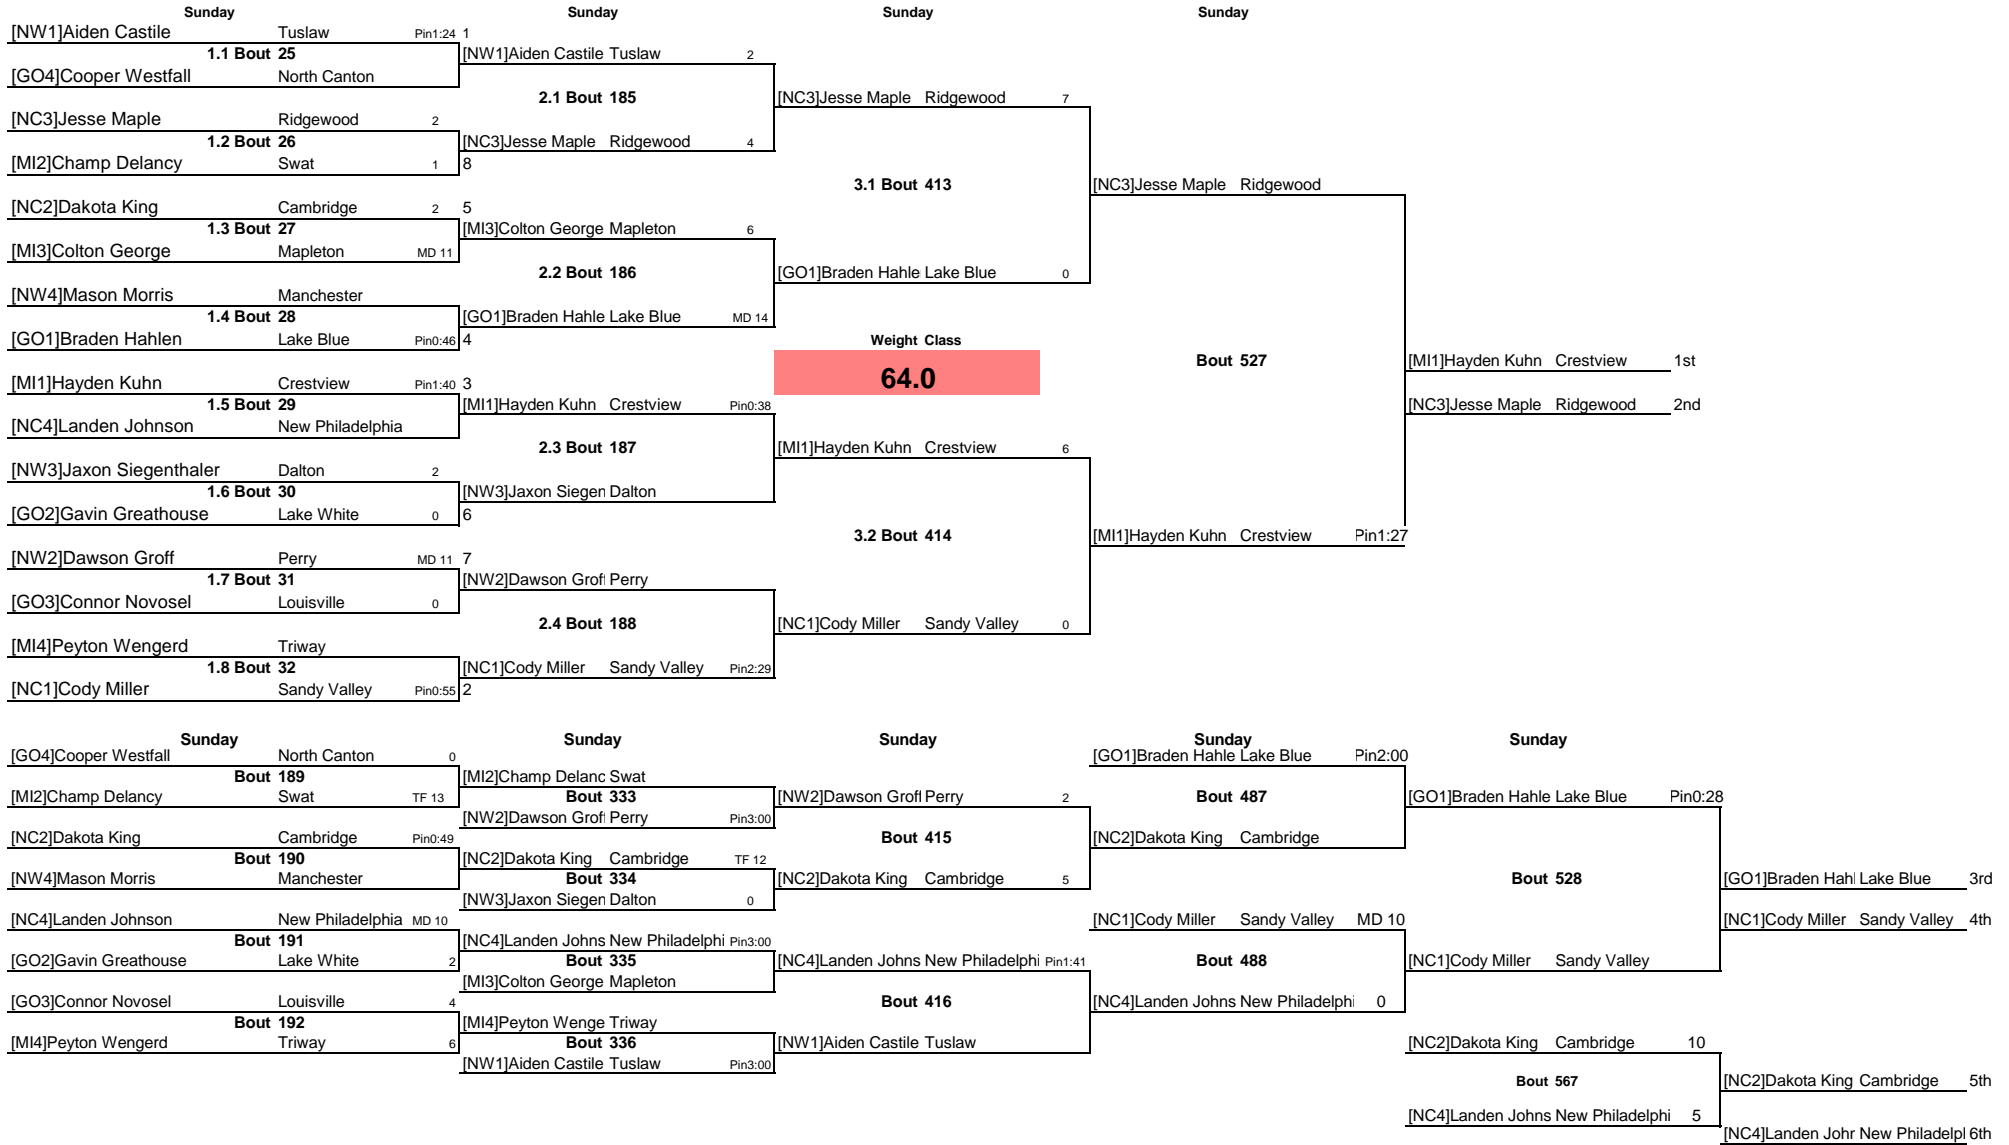 Sunday Sunday Sunday Sunday
[NW1]Aiden Castile Tuslaw Pin1:24 1
1.1 Bout 25 [NW1]Aiden Castile Tuslaw 2
[GO4]Cooper Westfall North Canton
2.1 Bout 185 [NC3]Jesse Maple Ridgewood 7
[NC3]Jesse Maple Ridgewood 2
1.2 Bout 26 [NC3]Jesse Maple Ridgewood 4
[MI2]Champ Delancy Swat 1 8
3.1 Bout 413 [NC3]Jesse Maple Ridgewood
[NC2]Dakota King Cambridge 2 5
1.3 Bout 27 [MI3]Colton George Mapleton 6
[MI3]Colton George Mapleton MD 11
2.2 Bout 186 [GO1]Braden Hahle Lake Blue 0
[NW4]Mason Morris Manchester
1.4 Bout 28 [GO1]Braden Hahle Lake Blue MD 14
[GO1]Braden Hahlen Lake Blue Pin0:46 4 Weight Class
Bout 527 [MI1]Hayden Kuhn Crestview 1st
[MI1]Hayden Kuhn Crestview Pin1:40 3 64.0
1.5 Bout 29 [MI1]Hayden Kuhn Crestview Pin0:38 [NC3]Jesse Maple Ridgewood 2nd
[NC4]Landen Johnson New Philadelphia
2.3 Bout 187 [MI1]Hayden Kuhn Crestview 6
[NW3]Jaxon Siegenthaler Dalton 2
1.6 Bout 30 [NW3]Jaxon Siegen Dalton
[GO2]Gavin Greathouse Lake White 0 6
3.2 Bout 414 [MI1]Hayden Kuhn Crestview Pin1:27
[NW2]Dawson Groff Perry MD 11 7
1.7 Bout 31 [NW2]Dawson Grof Perry
[GO3]Connor Novosel Louisville 0
2.4 Bout 188 [NC1]Cody Miller Sandy Valley 0
[MI4]Peyton Wengerd Triway
1.8 Bout 32 [NC1]Cody Miller Sandy Valley Pin2:29
[NC1]Cody Miller Sandy Valley Pin0:55 2
Sunday Sunday Sunday Sunday Sunday
[GO4]Cooper Westfall North Canton 0 [GO1]Braden Hahle Lake Blue Pin2:00
Bout 189 [MI2]Champ Delanc Swat
[MI2]Champ Delancy Swat TF 13 Bout 333 [NW2]Dawson Grof Perry 2 Bout 487 [GO1]Braden Hahle Lake Blue Pin0:28
[NW2]Dawson Grof Perry Pin3:00
[NC2]Dakota King Cambridge Pin0:49 Bout 415 [NC2]Dakota King Cambridge
Bout 190 [NC2]Dakota King Cambridge TF 12
[NW4]Mason Morris Manchester Bout 334 [NC2]Dakota King Cambridge 5 Bout 528 [GO1]Braden Hahl Lake Blue 3rd
[NW3]Jaxon Siegen Dalton 0
[NC4]Landen Johnson New Philadelphia MD 10 [NC1]Cody Miller Sandy Valley MD 10 [NC1]Cody Miller Sandy Valley 4th
Bout 191 [NC4]Landen Johns New Philadelphi Pin3:00
[GO2]Gavin Greathouse Lake White 2 Bout 335 [NC4]Landen Johns New Philadelphi Pin1:41 Bout 488 [NC1]Cody Miller Sandy Valley
[MI3]Colton George Mapleton
[GO3]Connor Novosel Louisville 4 Bout 416 [NC4]Landen Johns New Philadelphi 0
Bout 192 [MI4]Peyton Wenge Triway
[MI4]Peyton Wengerd Triway 6 Bout 336 [NW1]Aiden Castile Tuslaw [NC2]Dakota King Cambridge 10
[NW1]Aiden Castile Tuslaw Pin3:00
Bout 567 [NC2]Dakota King Cambridge 5th
[NC4]Landen Johns New Philadelphi 5
[NC4]Landen Johr New Philadelpl 6th